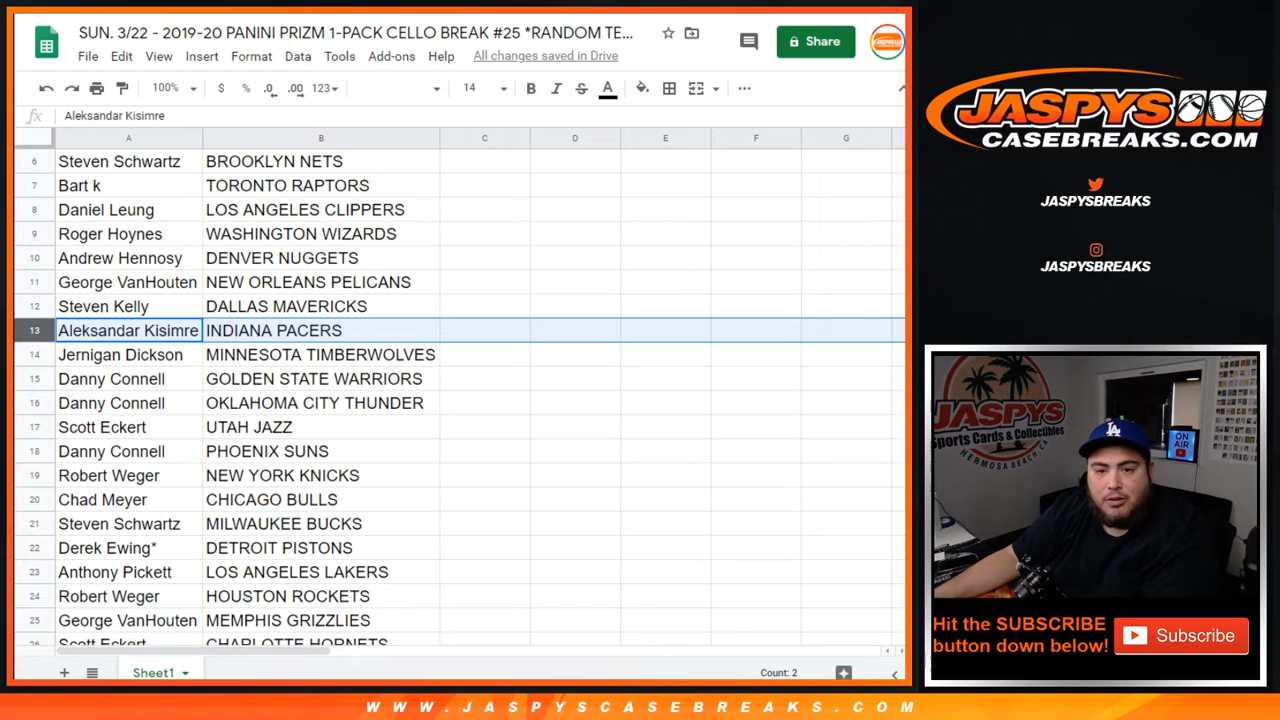 SUN. 3/22 - 2019-20 PANINI PRIZM 1-PACK CELLO BREAK #25 *RANDOM TE...
File Edit View Insert Format Data Tools Add-ons Help All changes saved in Drive
Share
100% $ % .0 .00 123 14 B I S A
fx Aleksandar Kisimre
A B C D E F G
6 Steven Schwartz BROOKLYN NETS
7 Bart k TORONTO RAPTORS
8 Daniel Leung LOS ANGELES CLIPPERS
9 Roger Hoynes WASHINGTON WIZARDS
10 Andrew Hennosy DENVER NUGGETS
11 George VanHouten NEW ORLEANS PELICANS
12 Steven Kelly DALLAS MAVERICKS
13 Aleksandar Kisimre INDIANA PACERS
14 Jernigan Dickson MINNESOTA TIMBERWOLVES
15 Danny Connell GOLDEN STATE WARRIORS
16 Danny Connell OKLAHOMA CITY THUNDER
17 Scott Eckert UTAH JAZZ
18 Danny Connell PHOENIX SUNS
19 Robert Weger NEW YORK KNICKS
20 Chad Meyer CHICAGO BULLS
21 Steven Schwartz MILWAUKEE BUCKS
22 Derek Ewing* DETROIT PISTONS
23 Anthony Pickett LOS ANGELES LAKERS
24 Robert Weger HOUSTON ROCKETS
25 George VanHouten MEMPHIS GRIZZLIES
26 Scott Eckert CHARLOTTE HORNETS
Sheet1
Count: 2
JASPYS
CASEBREAKS.COM
JASPYSBREAKS
JASPYSBREAKS
JASPYS
Sports Cards & Collectibles
HERMOSA BEACH, CA
LA
ON
AIR
Hit the SUBSCRIBE
button down below!
Subscribe
WWW.JASPYSCASEBREAKS.COM